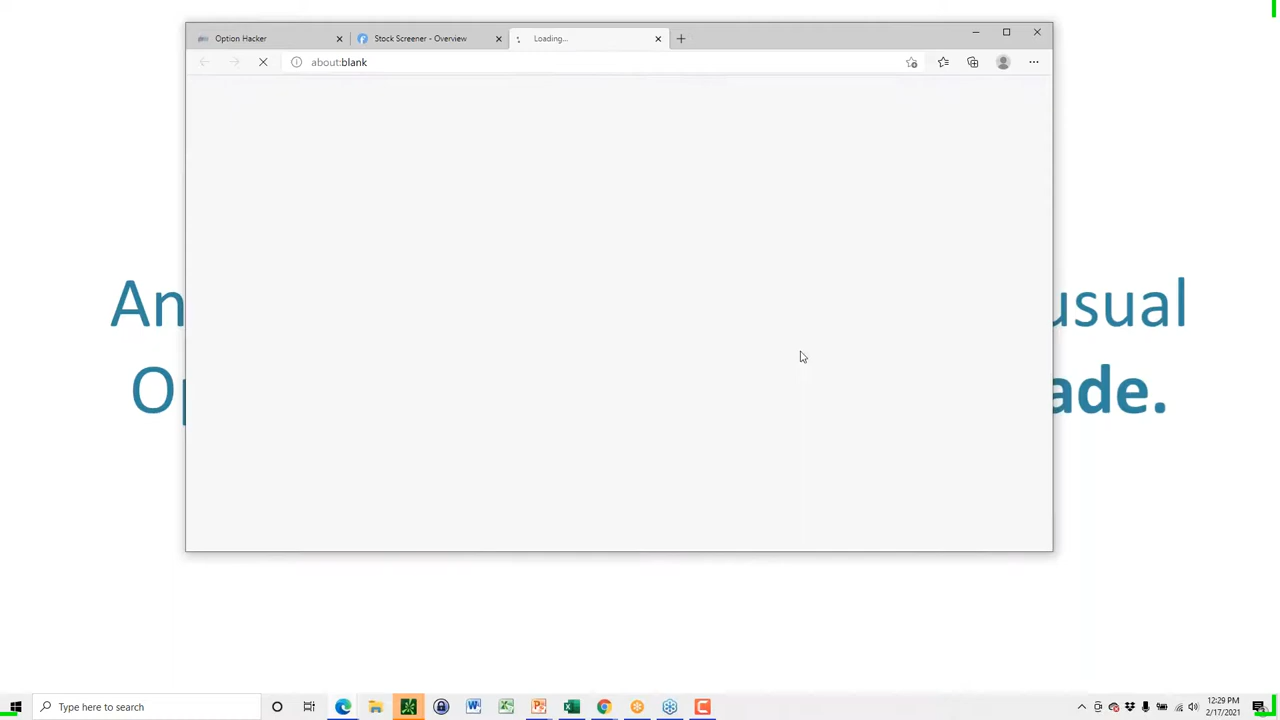 Option Hacker
Stock Screener - Overview
Loading...
about:blank
An
usual
Op
ade.
Type here to search
12:29 PM
2/17/2021